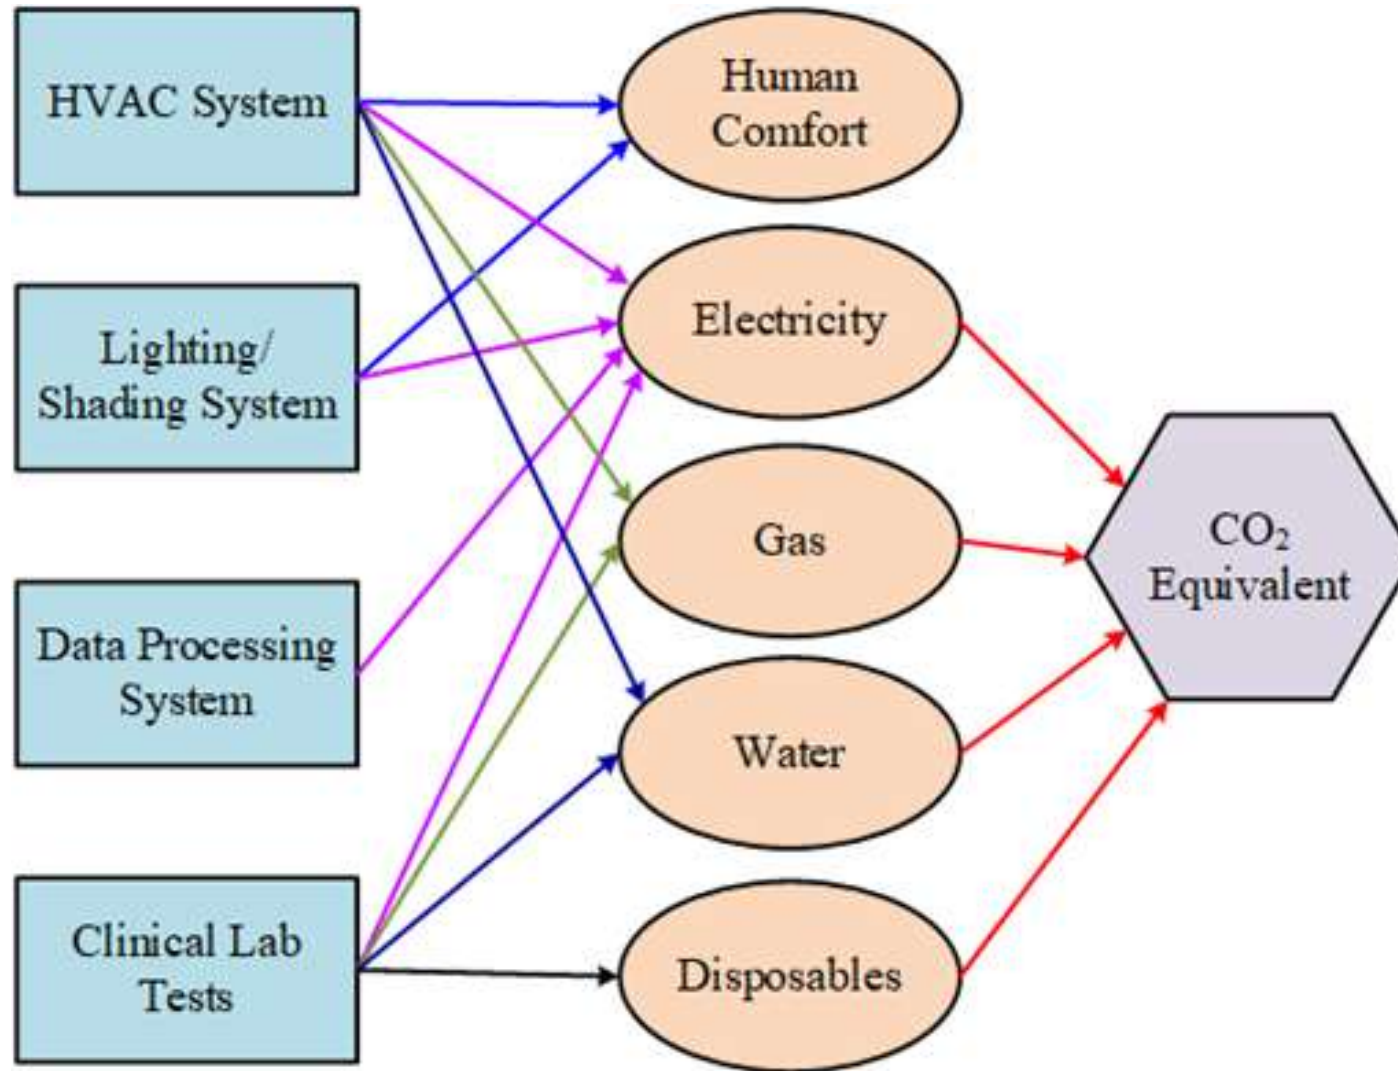 HVAC System
Human
Comfort
Lighting/
Shading System
Electricity
Gas
CO₂
Equivalent
Data Processing
System
Water
Clinical Lab
Tests
Disposables